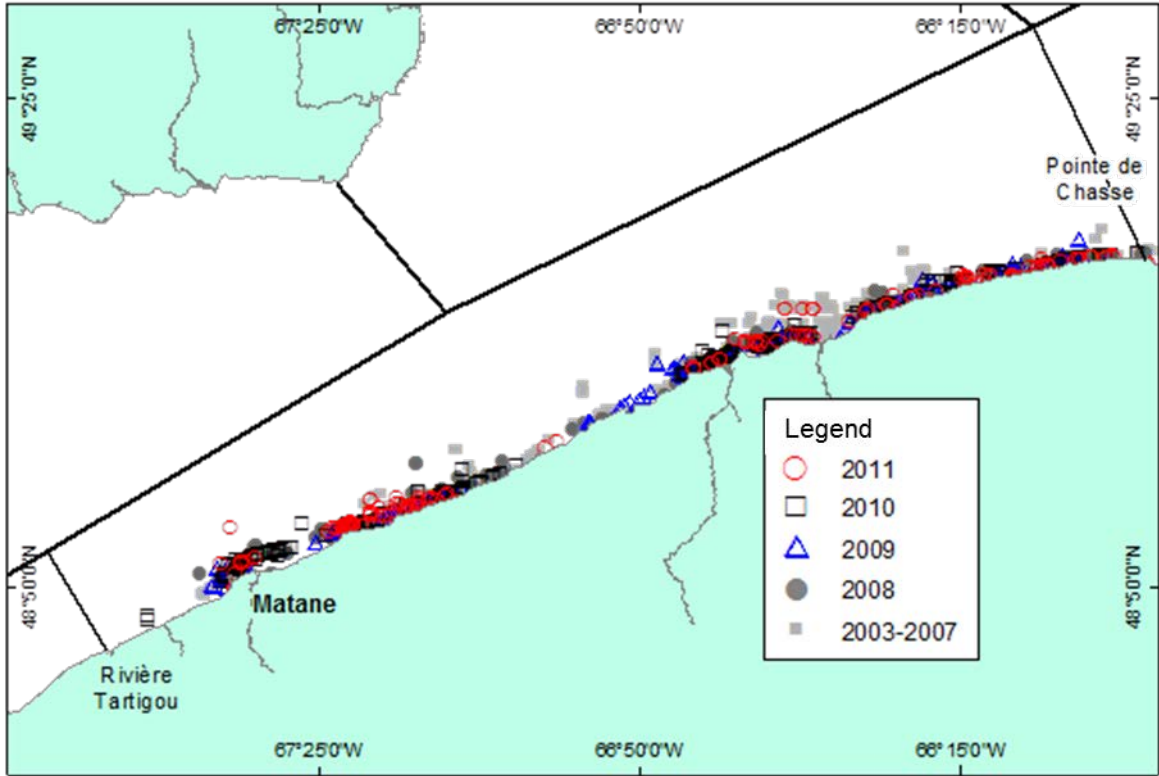 67°25'0"W
66°50'0"W
66°15'0"W
49°25'0"N
49°25'0"N
Pointe de
Chasse
Legend
2011
2010
2009
2008
2003-2007
48°50'0"N
48°50'0"N
Matane
Rivière
Tartigou
67°25'0"W
66°50'0"W
66°15'0"W